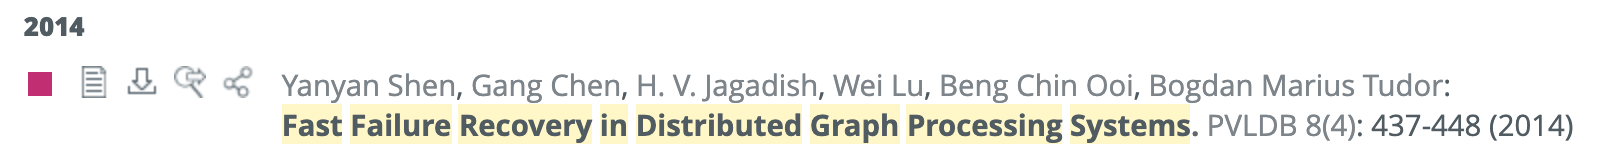 2014
Yanyan Shen, Gang Chen, H. V. Jagadish, Wei Lu, Beng Chin Ooi, Bogdan Marius Tudor:
Fast Failure Recovery in Distributed Graph Processing Systems. PVLDB 8(4): 437-448 (2014)